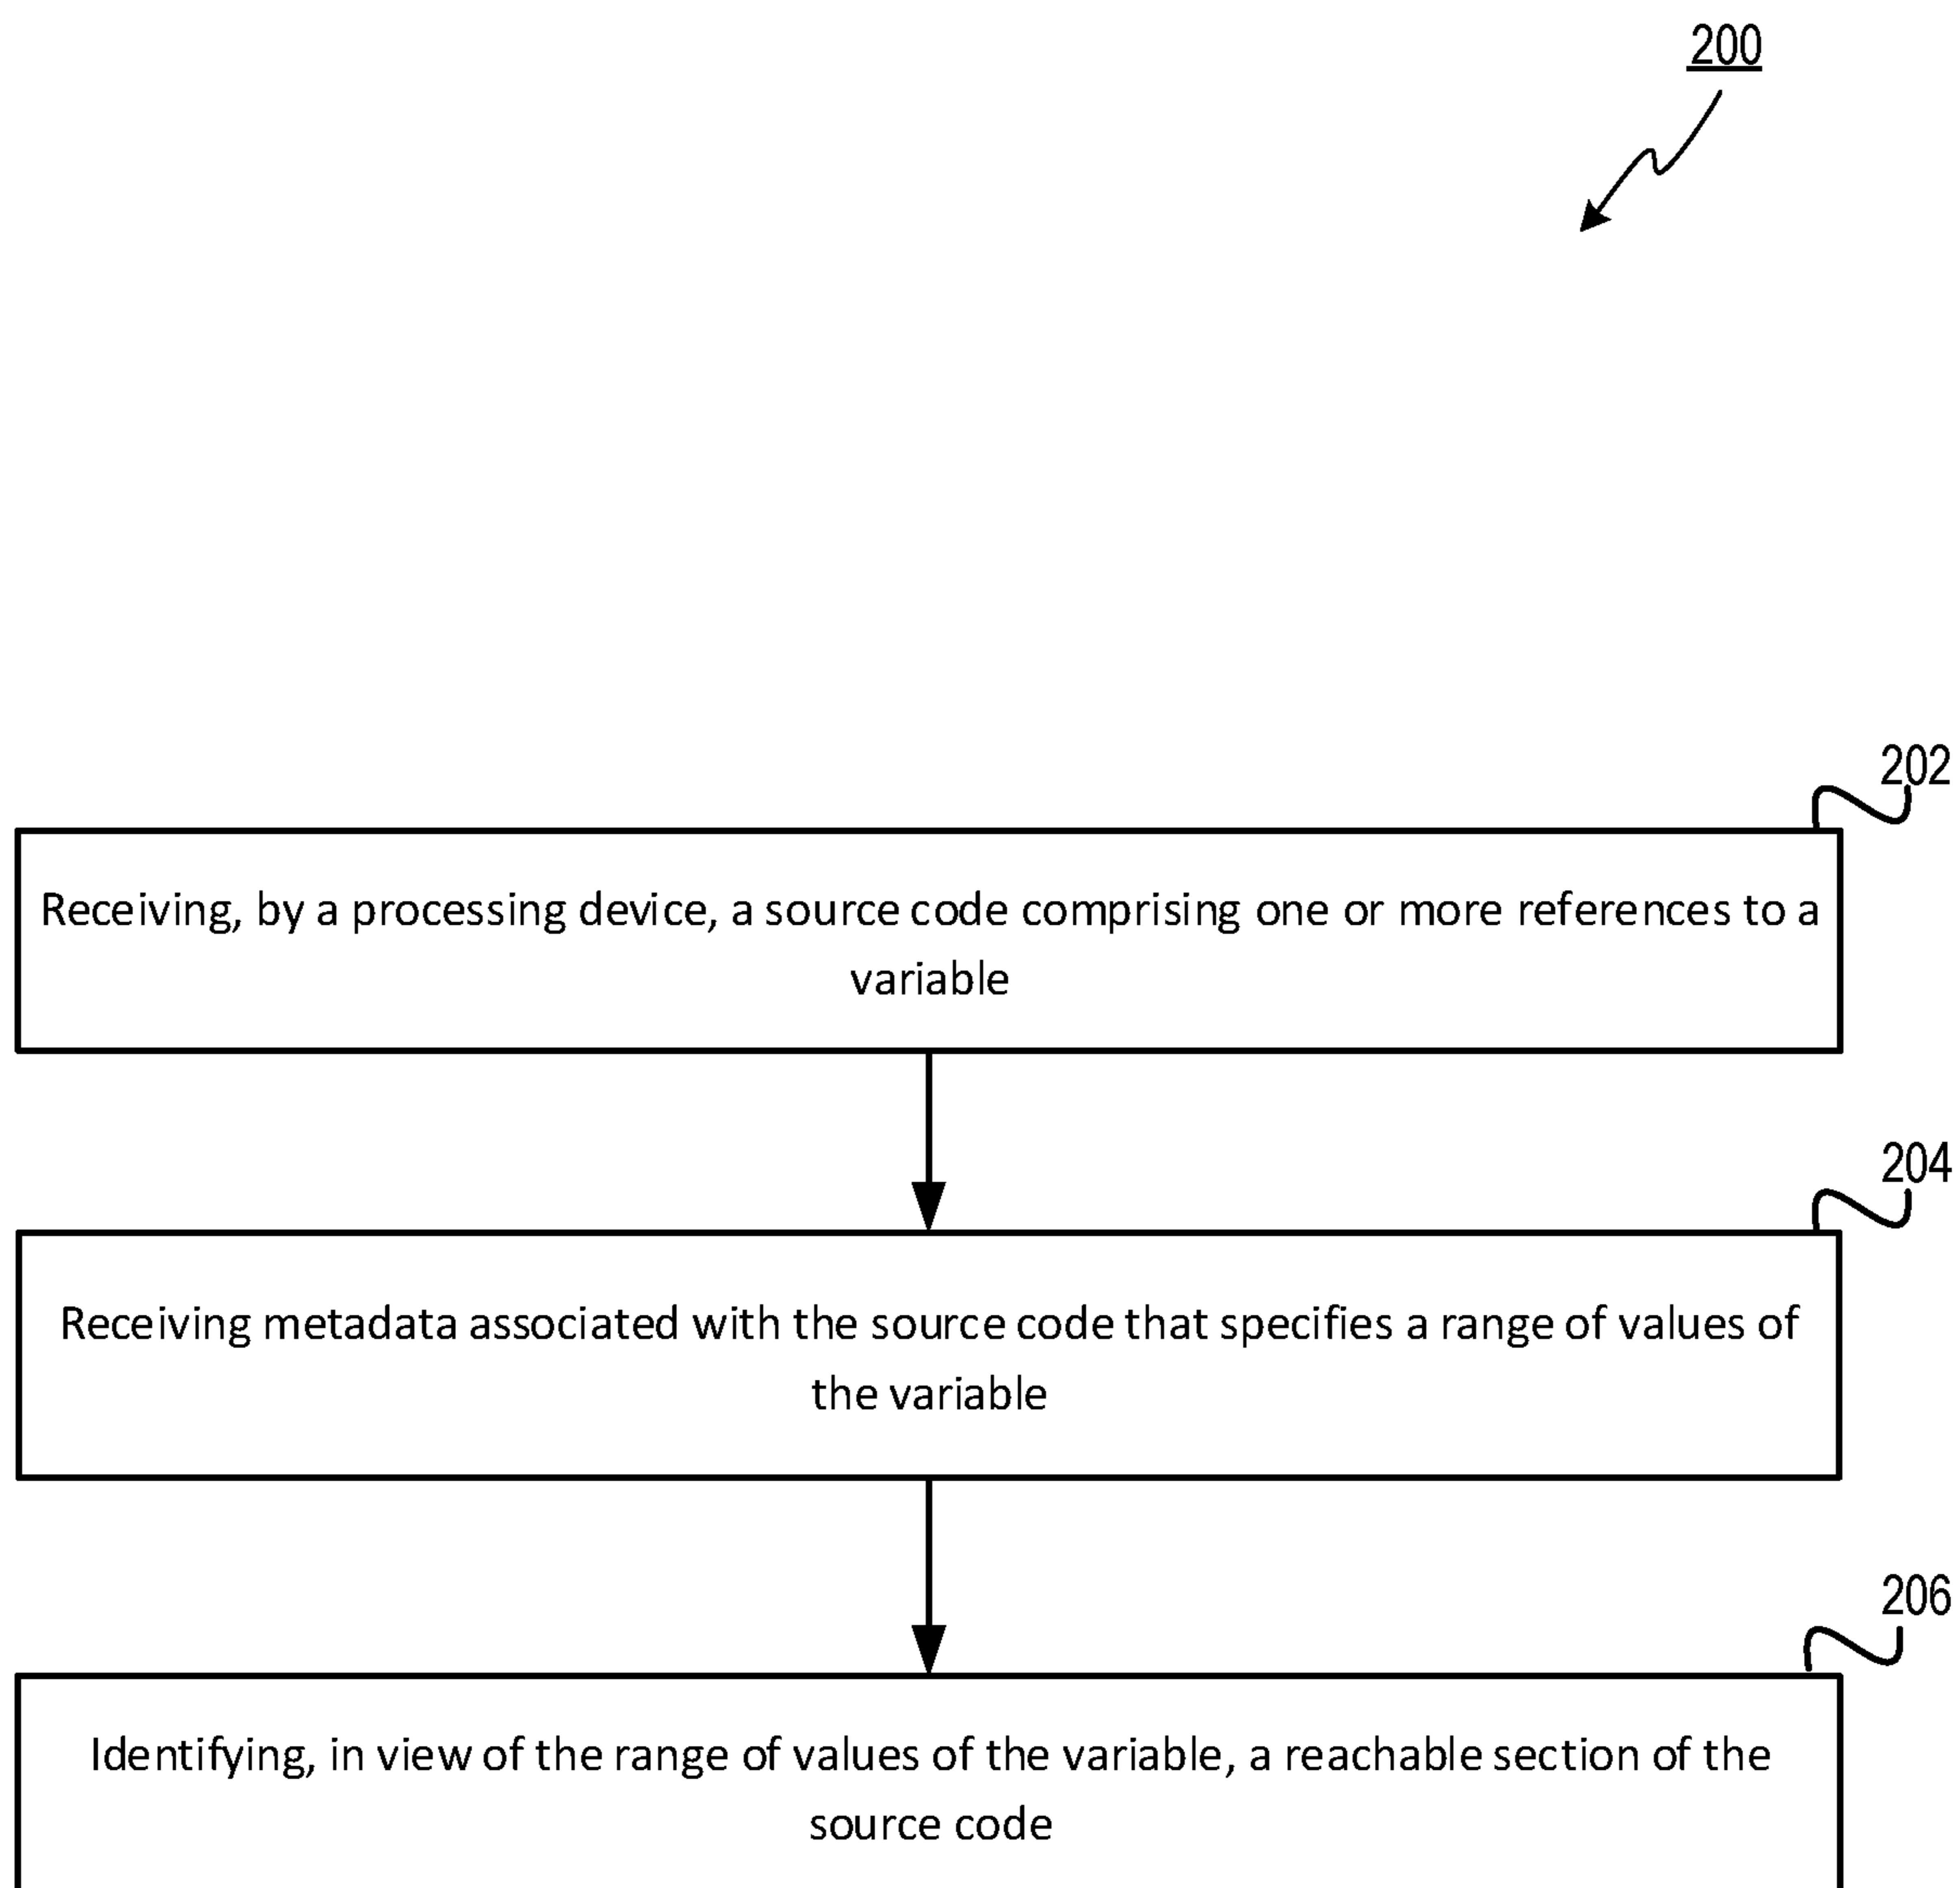 200
202
Receiving, by a processing device, a source code comprising one or more references to a
variable
204
Receiving metadata associated with the source code that specifies a range of values of
the variable
206
Identifying, in view of the range of values of the variable, a reachable section of the
source code